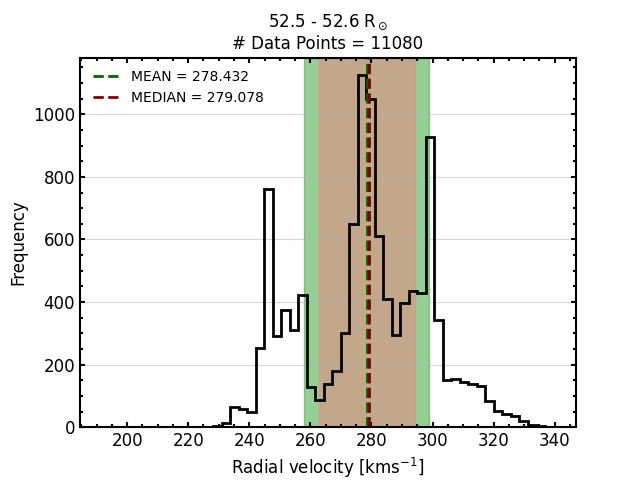 52.5 - 52.6 R⊙
# Data Points = 11080
MEAN = 278.432
MEDIAN = 279.078
Frequency
1000
800
600
400
200
0
200 220 240 260 280 300 320 340
Radial velocity [kms⁻¹]